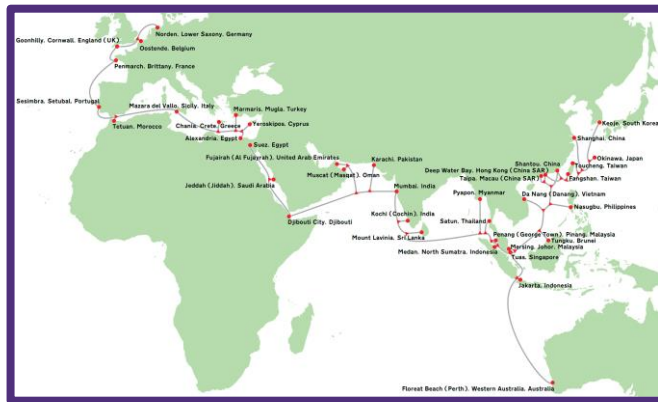 Norden, Lower Saxony, Germany
Goonhilly, Cornwall, England (UK)
Oostende, Belgium
Penmarch, Brittany, France
Keoje, South Korea
Sesimbra, Setubal, Portugal
Mazara del Vallo, Sicily, Italy
Marmaris, Mugla, Turkey
Tetuan, Morocco
Chania, Crete, Greece
Yeroskipos, Cyprus
Shanghai, China
Alexandria, Egypt
Suez, Egypt
Okinawa, Japan
Fujairah (Al Fujayrah), United Arab Emirates
Karachi, Pakistan
Shantou, China
Toucheng, Taiwan
Deep Water Bay, Hong Kong (China SAR)
Muscat (Masqat), Oman
Taipa, Macau (China SAR)
Fangshan, Taiwan
Jeddah (Jiddah), Saudi Arabia
Mumbai, India
Pyapon, Myanmar
Da Nang (Danang), Vietnam
Nasugbu, Philippines
Djibouti City, Djibouti
Kochi (Cochin), India
Satun, Thailand
Mount Lavinia, Sri Lanka
Penang (George Town), Pinang, Malaysia
Tungku, Brunei
Medan, North Sumatra, Indonesia
Mersing, Johor, Malaysia
Tuas, Singapore
Jakarta, Indonesia
Floreat Beach (Perth), Western Australia, Australia